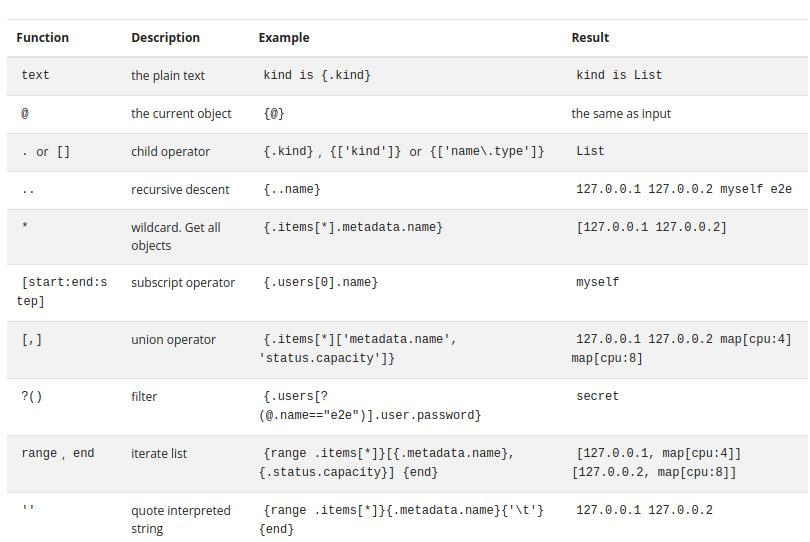 Function Description Example Result
text the plain text kind is {.kind} kind is List
@ the current object {@} the same as input
. or [] child operator {.kind}, {['kind']} or {['name\.type']} List
.. recursive descent {..name} 127.0.0.1 127.0.0.2 myself e2e
* wildcard. Get all {.items[*].metadata.name} [127.0.0.1 127.0.0.2]
objects
[start:end:s subscript operator {.users[0].name} myself
tep]
[,] union operator {.items[*]['metadata.name', 127.0.0.1 127.0.0.2 map[cpu:4]
'status.capacity']} map[cpu:8]
?() filter {.users[? secret
(@.name=="e2e")].user.password}
range, end iterate list {range .items[*]}[{.metadata.name}, [127.0.0.1, map[cpu:4]]
{.status.capacity}] {end} [127.0.0.2, map[cpu:8]]
'' quote interpreted {range .items[*]}{.metadata.name}{'\t'} 127.0.0.1 127.0.0.2
string {end}